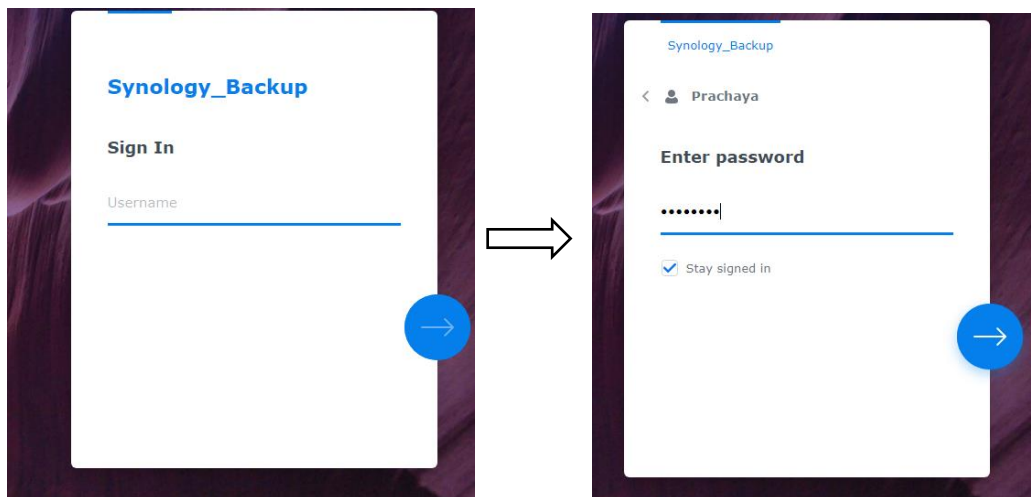 Synology_Backup
Sign In
Username
Synology_Backup
Prachaya
Enter password
••••••••
Stay signed in